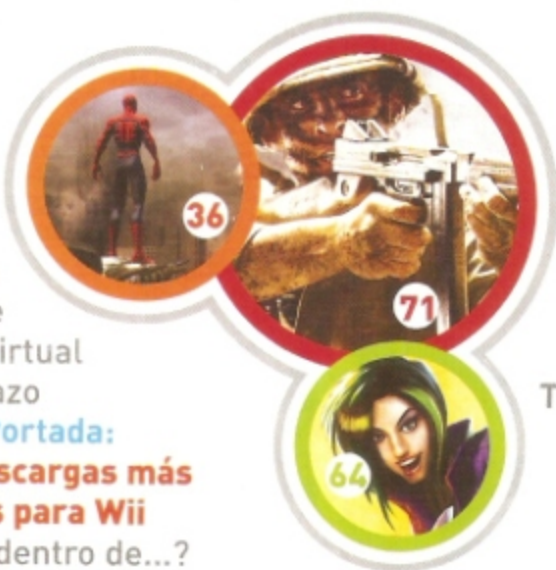 36
71
64
irtual
azo
ortada:
scargas más
s para Wii
dentro de...?
T